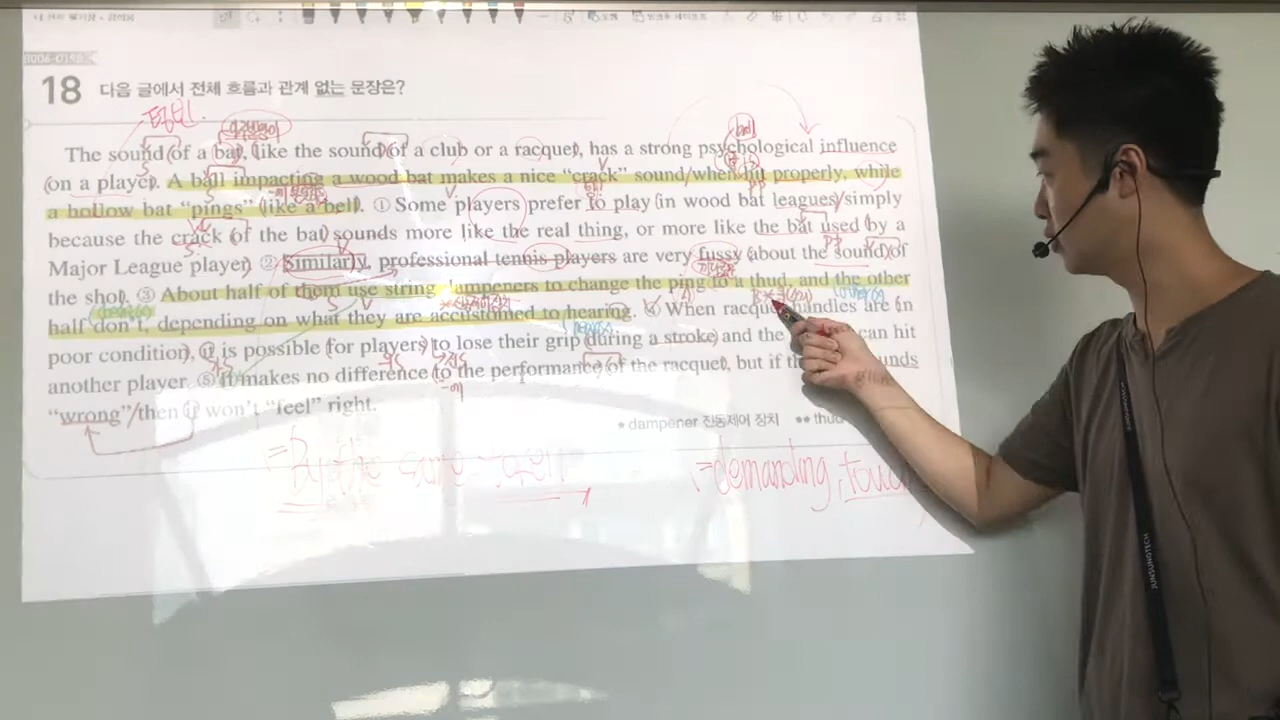 18 다음 글에서 전체 흐름과 관계 없는 문장은?
The sound of a bat, like the sound of a club or a racquet, has a strong psychological influence
on a player. A ball impacting a wood bat makes a nice “crack” sound/when hit properly, while
a hollow bat “pings” (like a bell). ① Some players prefer to play (in wood bat leagues/simply
because the crack (of the bat) sounds more like the real thing, or more like the bat used by a
Major League player) ② Similarly, professional tennis players are very fussy (about the sound) of
the shot. ③ About half of them use string dampeners to change the ping to a thud, and the other
half don’t, depending on what they are accustomed to hearing. ④ When racquet handles are (in
poor condition), it is possible (for players) to lose their grip (during a stroke) and the can hit
another player. ⑤ It makes no difference (to the performance (of the racquet), but if the sounds
“wrong”/then it won’t “feel” right.
* dampener 진동제어 장치 ** thud
= By the same token
= demanding, touch
JUNSUNGTECH
JUNSUNGTECH